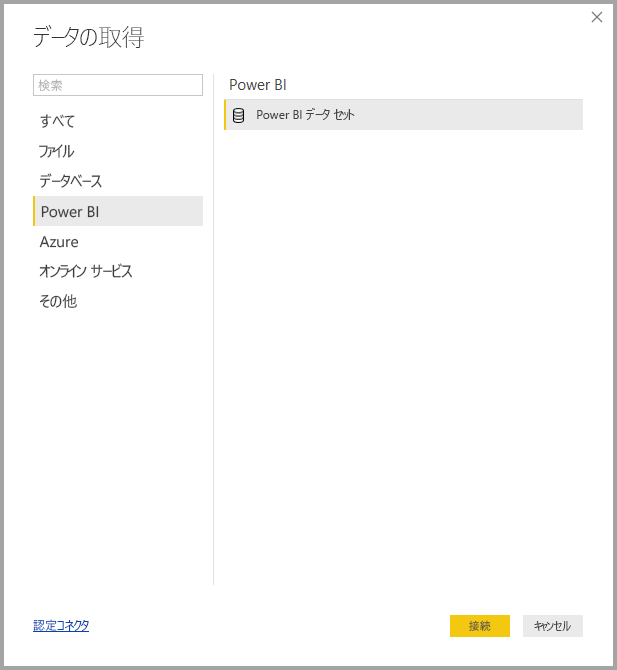 データの取得
検索
すべて
ファイル
データベース
Power BI
Azure
オンライン サービス
その他
Power BI
Power BI データ セット
認定コネクタ
接続
キャンセル